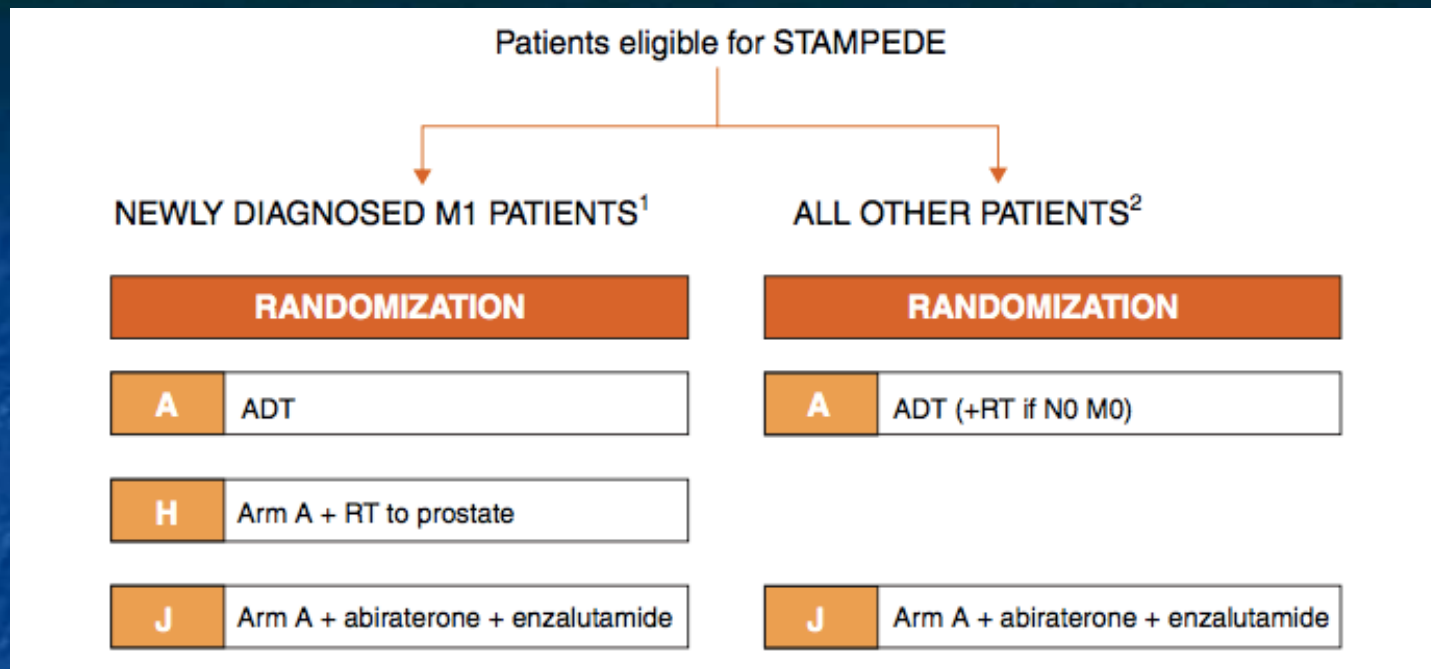 Patients eligible for STAMPEDE
NEWLY DIAGNOSED M1 PATIENTS¹
ALL OTHER PATIENTS²
RANDOMIZATION
RANDOMIZATION
A ADT
A ADT (+RT if N0 M0)
H Arm A + RT to prostate
J Arm A + abiraterone + enzalutamide
J Arm A + abiraterone + enzalutamide